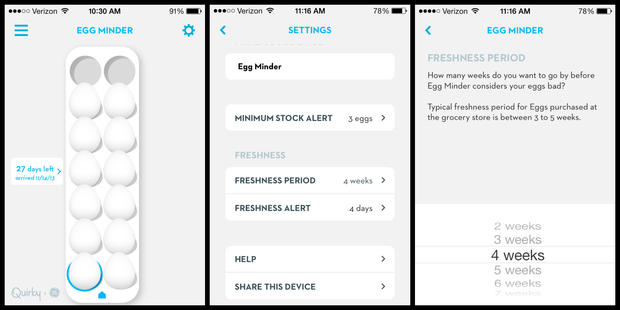 Verizon 10:30 AM 91%
EGG MINDER
27 days left
arrived 11/14/13
Quirky + GE
Verizon 11:16 AM 78%
SETTINGS
Egg Minder
MINIMUM STOCK ALERT 3 eggs
FRESHNESS
FRESHNESS PERIOD 4 weeks
FRESHNESS ALERT 4 days
HELP
SHARE THIS DEVICE
Verizon 11:16 AM 78%
EGG MINDER
FRESHNESS PERIOD
How many weeks do you want to go by before
Egg Minder considers your eggs bad?
Typical freshness period for Eggs purchased at
the grocery store is between 3 to 5 weeks.
2 weeks
3 weeks
4 weeks
5 weeks
6 weeks
7 weeks